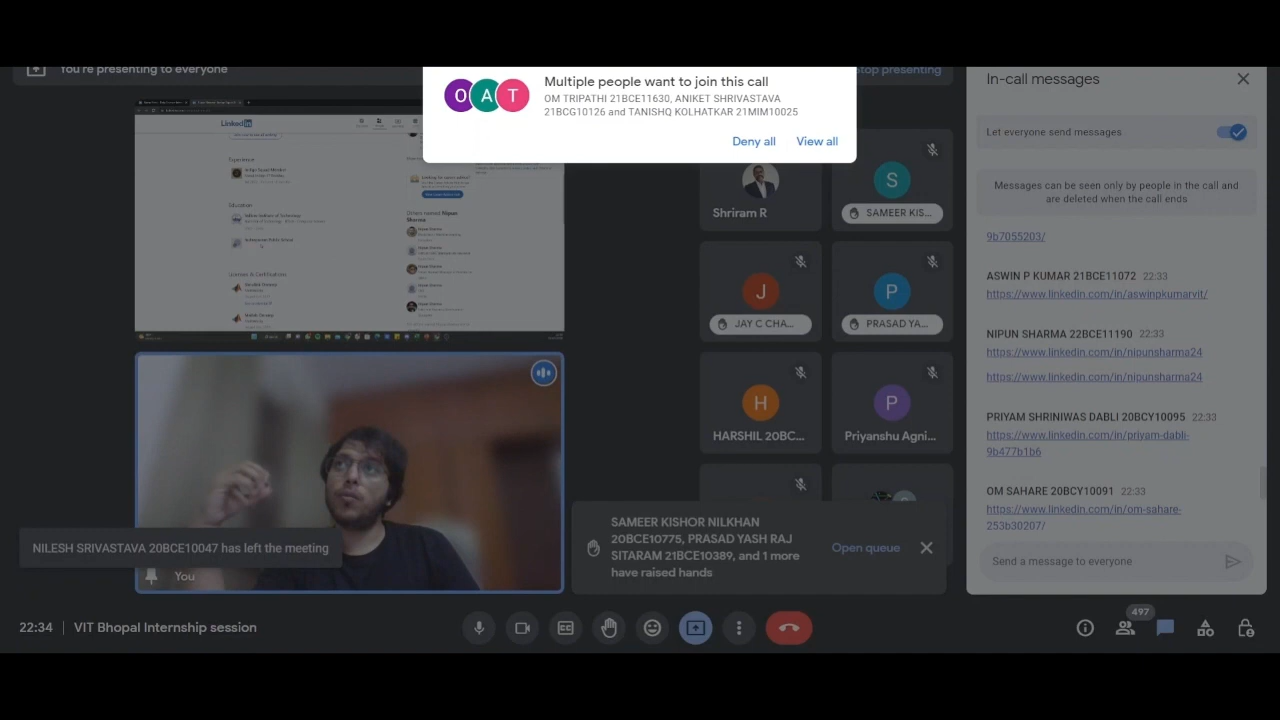 You're presenting to everyone
Stop presenting
O A T
Multiple people want to join this call
OM TRIPATHI 21BCE11630, ANIKET SHRIVASTAVA
21BCG10126 and TANISHQ KOLHATKAR 21MIM10025
Deny all View all
Linked in
Experience
Education
Licenses & Certifications
Shriram R
S
SAMEER KIS...
J
JAY C CHA...
P
PRASAD YA...
H
HARSHIL 20BC...
P
Priyanshu Agni...
You
NILESH SRIVASTAVA 20BCE10047 has left the meeting
SAMEER KISHOR NILKHAN
20BCE10775, PRASAD YASH RAJ
SITARAM 21BCE10389, and 1 more
have raised hands
Open queue
In-call messages
Let everyone send messages
Messages can be seen only by people in the call and
are deleted when the call ends
9b7055203/
ASWIN P KUMAR 21BCE11072 22:33
https://www.linkedin.com/in/aswinpkumarvit/
NIPUN SHARMA 22BCE11190 22:33
https://www.linkedin.com/in/nipunsharma24
https://www.linkedin.com/in/nipunsharma24
PRIYAM SHRINIWAS DABLI 20BCY10095 22:33
https://www.linkedin.com/in/priyam-dabli-
9b477b1b6
OM SAHARE 20BCY10091 22:33
https://www.linkedin.com/in/om-sahare-
253b30207/
Send a message to everyone
22:34 | VIT Bhopal Internship session
497